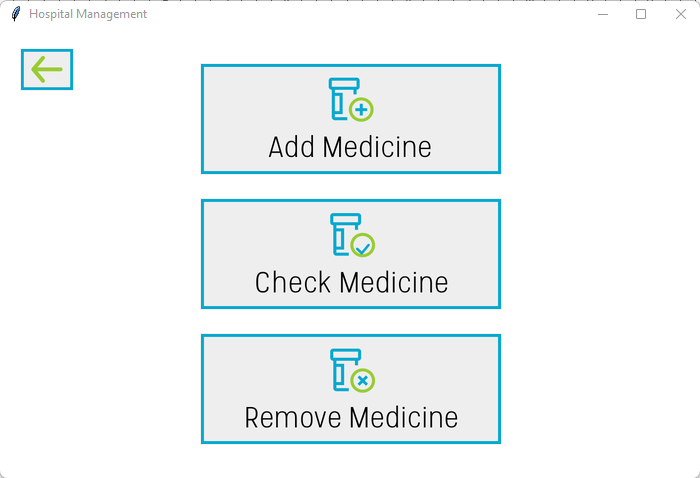 Hospital Management
Add Medicine
Check Medicine
Remove Medicine